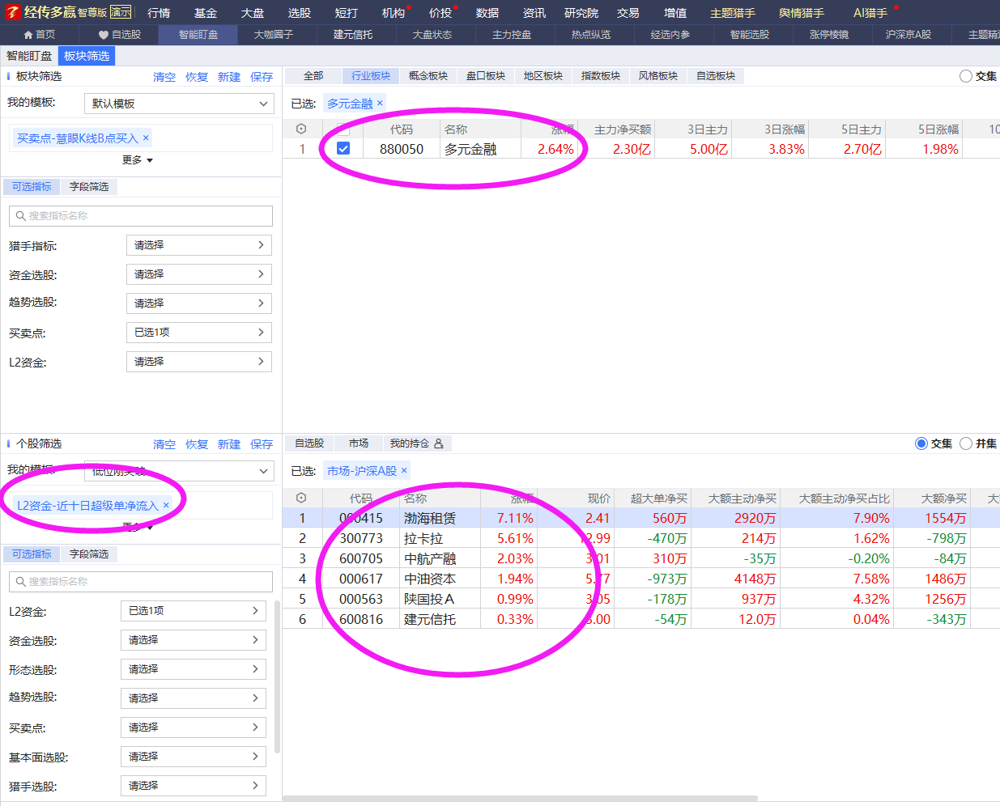 经传多赢 智尊版 演示 行情 基金 大盘 选股 短打 机构 价投 数据 资讯 研究院 交易 增值 主题猎手 舆情猎手 AI猎手
首页 自选股 智能盯盘 大咖圈子 建元信托 大盘状态 主力控盘 热点纵览 经选内参 智能选股 涨停棱镜 沪深京A股
智能盯盘 板块筛选
板块筛选 清空 恢复 新建 保存
全部 行业板块 概念板块 盘口板块 地区板块 指数板块 风格板块 自选板块 交集
我的模板: 默认模板
已选: 多元金融 ×
代码 名称 涨幅 主力净买额 3日主力 3日涨幅 5日主力 5日涨幅 10
1 880050 多元金融 2.64% 2.30亿 5.00亿 3.83% 2.70亿 1.98%
买卖点-慧眼K线B点买入 ×
更多
可选指标 字段筛选
搜索指标名称
猎手指标: 请选择
资金选股: 请选择
趋势选股: 请选择
买卖点: 已选1项
L2资金: 请选择
个股筛选 清空 恢复 新建 保存
自选股 市场 我的持仓 交集 并集
我的模板: 低位刚突破
已选: 市场-沪深A股 ×
L2资金-近十日超级单净流入 ×
更多
代码 名称 涨幅 现价 超大单净买 大额主动净买 大额主动净买占比 大额净买
1 000415 渤海租赁 7.11% 2.41 560万 2920万 7.90% 1554万
2 300773 拉卡拉 5.61% 12.99 -470万 214万 1.62% -798万
3 600705 中航产融 2.03% 3.01 310万 -35万 -0.20% -84万
4 000617 中油资本 1.94% 5.77 -973万 4148万 7.58% 1486万
5 000563 陕国投A 0.99% 3.05 -178万 937万 4.32% 1256万
6 600816 建元信托 0.33% 3.00 -54万 12.0万 0.04% -343万
可选指标 字段筛选
搜索指标名称
L2资金: 已选1项
资金选股: 请选择
形态选股: 请选择
趋势选股: 请选择
买卖点: 请选择
基本面选股: 请选择
猎手选股: 请选择